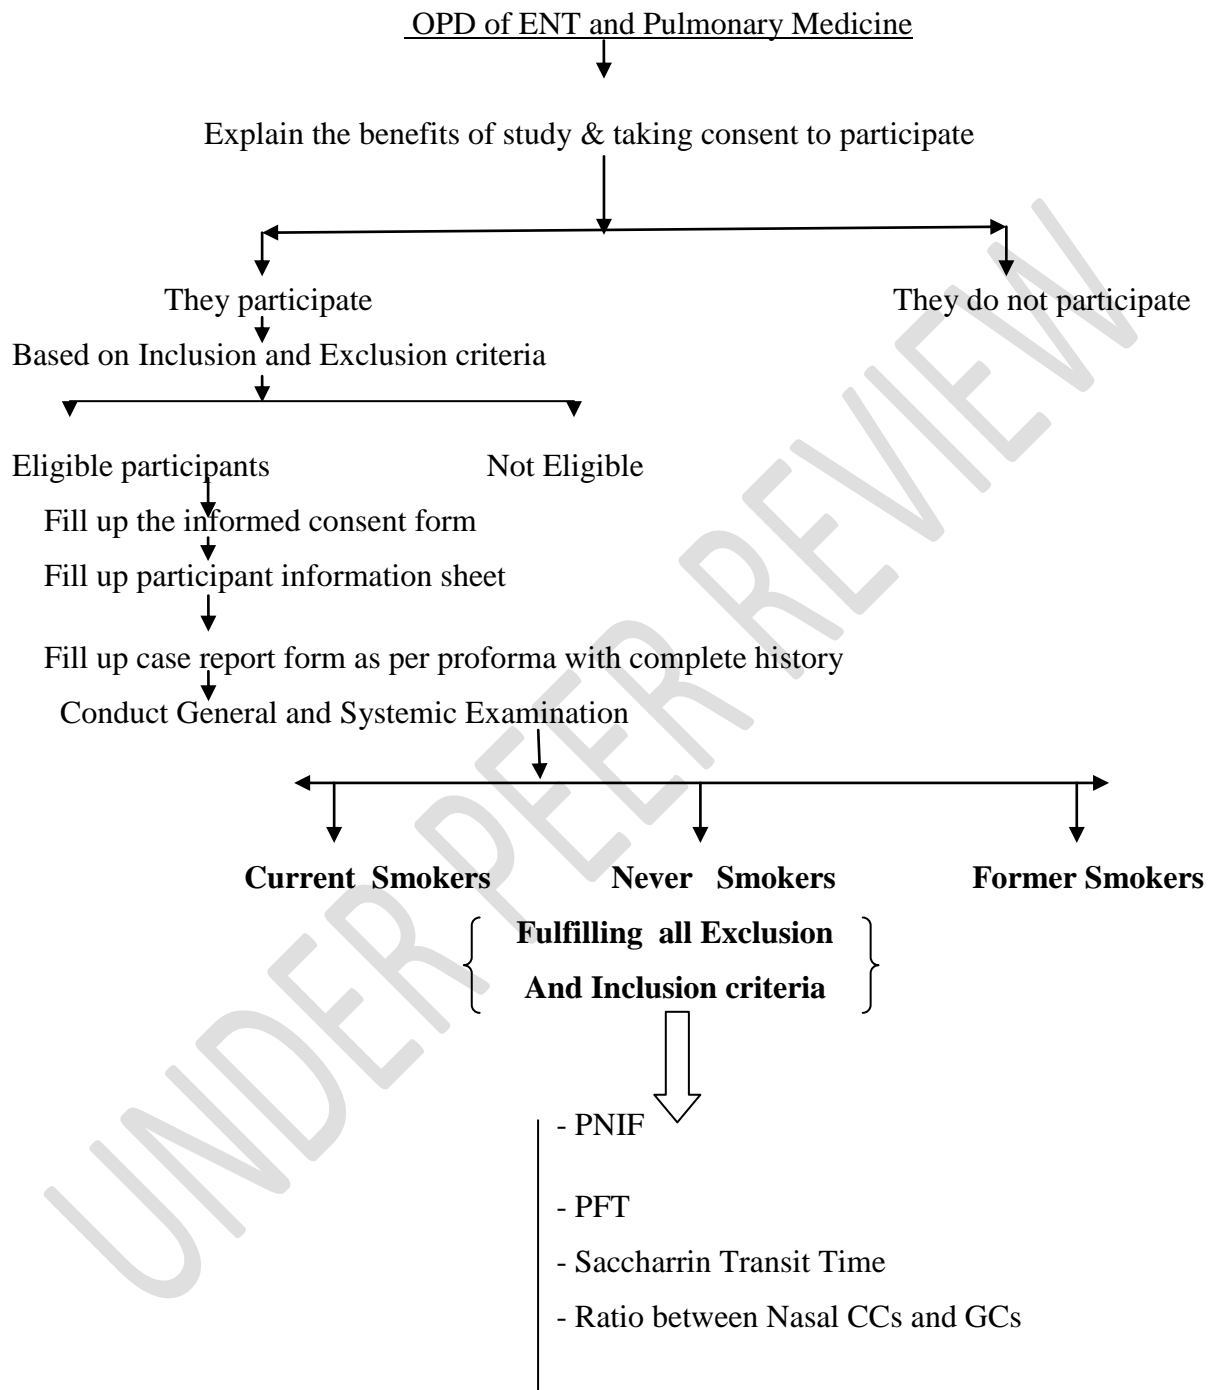 OPD of ENT and Pulmonary Medicine
Explain the benefits of study & taking consent to participate
They participate
They do not participate
Based on Inclusion and Exclusion criteria
Eligible participants
Not Eligible
Fill up the informed consent form
Fill up participant information sheet
Fill up case report form as per proforma with complete history
Conduct General and Systemic Examination
Current Smokers
Never Smokers
Former Smokers
Fulfilling all Exclusion
And Inclusion criteria
- PNIF
- PFT
- Saccharrin Transit Time
- Ratio between Nasal CCs and GCs
UNDER PEER REVIEW